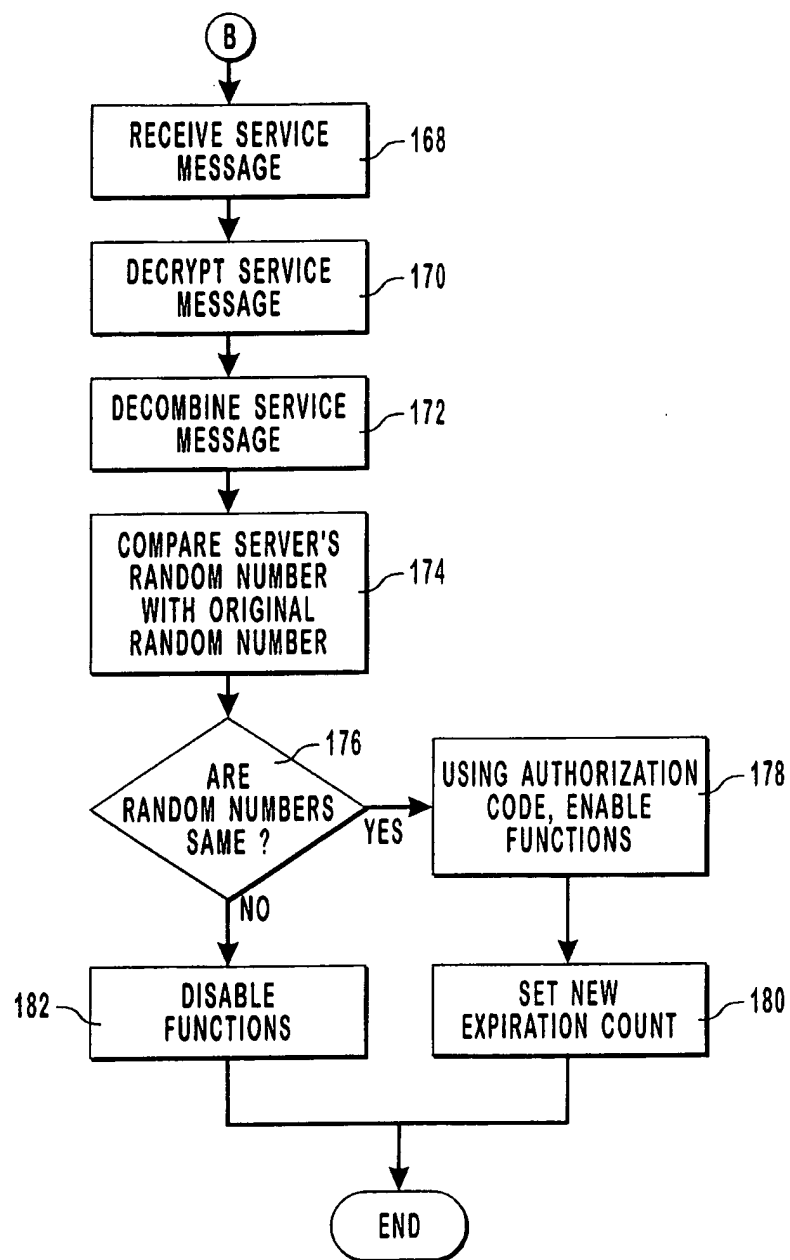 B
RECEIVE SERVICE
MESSAGE
168
DECRYPT SERVICE
MESSAGE
170
DECOMBINE SERVICE
MESSAGE
172
COMPARE SERVER'S
RANDOM NUMBER
WITH ORIGINAL
RANDOM NUMBER
174
176
ARE
RANDOM NUMBERS
SAME ?
YES
NO
USING AUTHORIZATION
CODE, ENABLE
FUNCTIONS
178
182
DISABLE
FUNCTIONS
SET NEW
EXPIRATION COUNT
180
END